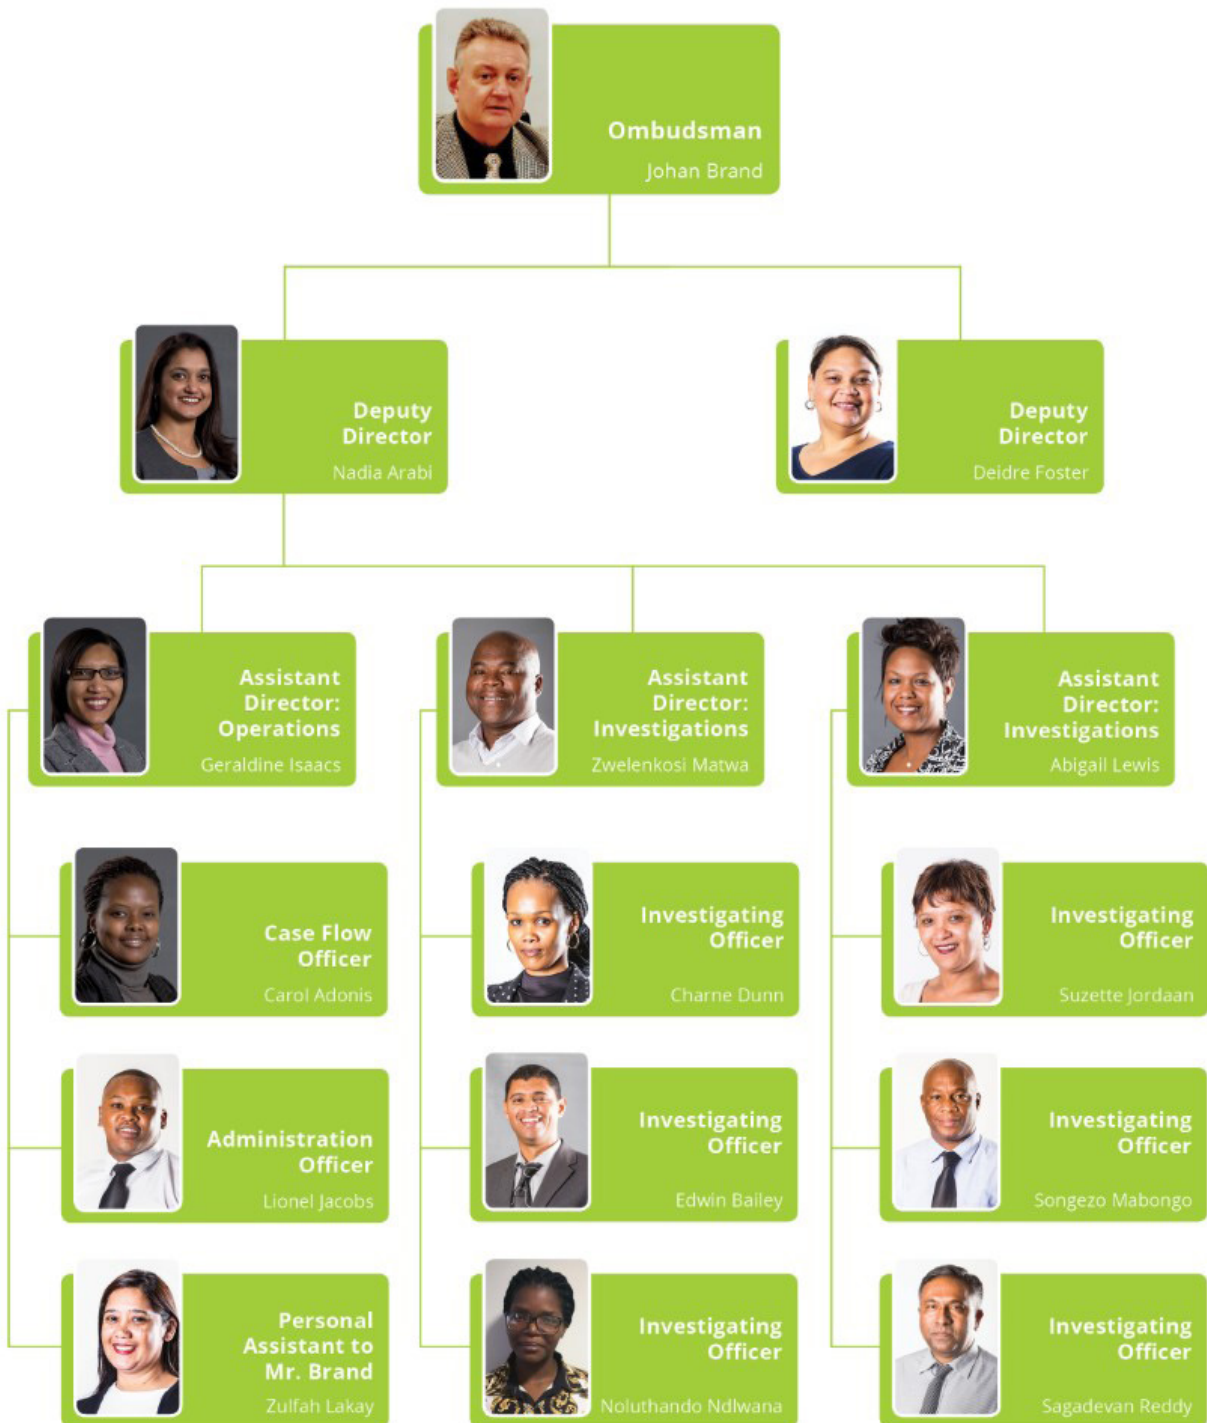 Ombudsman
Johan Brand
Deputy
Director
Nadia Arabi
Deputy
Director
Deidre Foster
Assistant
Director:
Operations
Geraldine Isaacs
Assistant
Director:
Investigations
Zwelenkosi Matwa
Assistant
Director:
Investigations
Abigail Lewis
Case Flow
Officer
Carol Adonis
Investigating
Officer
Charne Dunn
Investigating
Officer
Suzette Jordaan
Administration
Officer
Lionel Jacobs
Investigating
Officer
Edwin Bailey
Investigating
Officer
Songezo Mabongo
Personal
Assistant to
Mr. Brand
Zulfah Lakay
Investigating
Officer
Noluthando Ndlwana
Investigating
Officer
Sagadevan Reddy